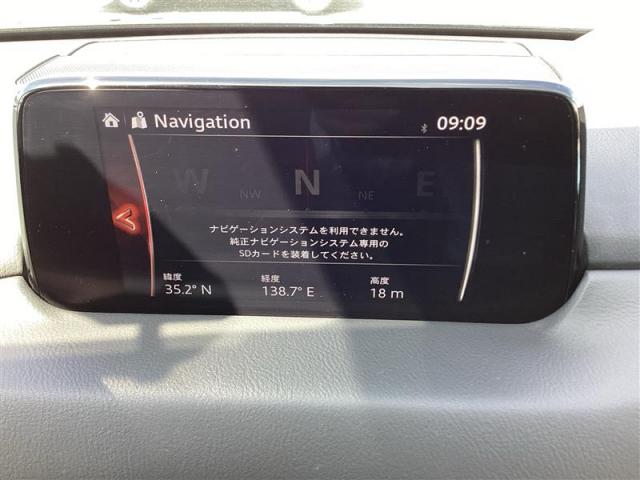 Navigation
09:09
W NW N NE E
ナビゲーションシステムを利用できません。
純正ナビゲーションシステム専用の
SDカードを装着してください。
緯度 経度 高度
35.2° N 138.7° E 18 m